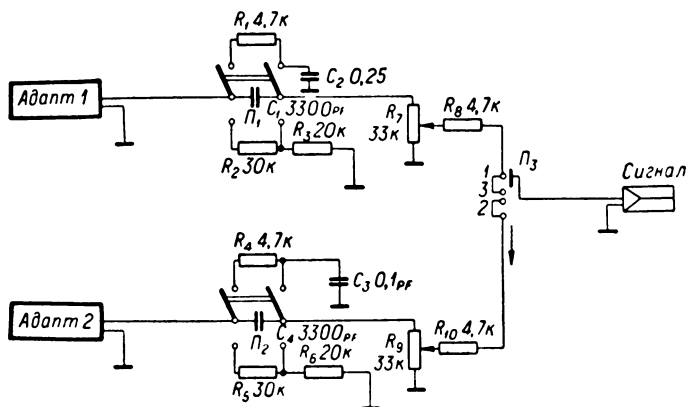 R₁ 4,7к
C₂ 0,25
Адапт 1
П₁
C₁ 3300pF
R₃ 20к
R₂ 30к
R₇
33к
R₈ 4,7к
1
3
2
П₃
Сигнал
R₄ 4,7к
C₃ 0,1pF
Адапт 2
П₂
C₄ 3300pF
R₆ 20к
R₅ 30к
R₉
33к
R₁₀ 4,7к